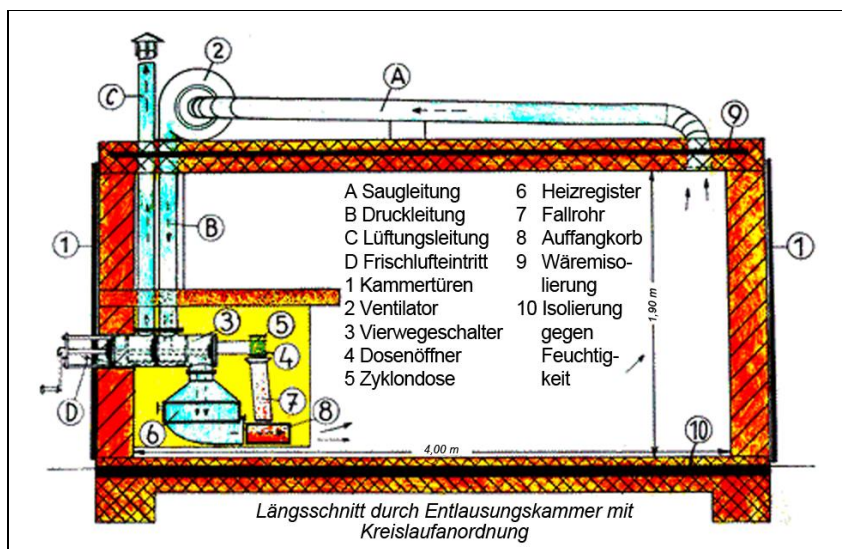 2
A
C
9
A Saugleitung
B Druckleitung
C Lüftungsleitung
D Frischlufteintritt
1 Kammertüren
2 Ventilator
3 Vierwegeschalter
4 Dosenöffner
5 Zyklondose
6 Heizregister
7 Fallrohr
8 Auffangkorb
9 Wäremiso-
lierung
10 Isolierung
gegen
Feuchtig-
keit
1
B
1
1,90 m
3
5
4
D
7
8
6
4,00 m
10
Längsschnitt durch Entlausungskammer mit
Kreislaufanordnung